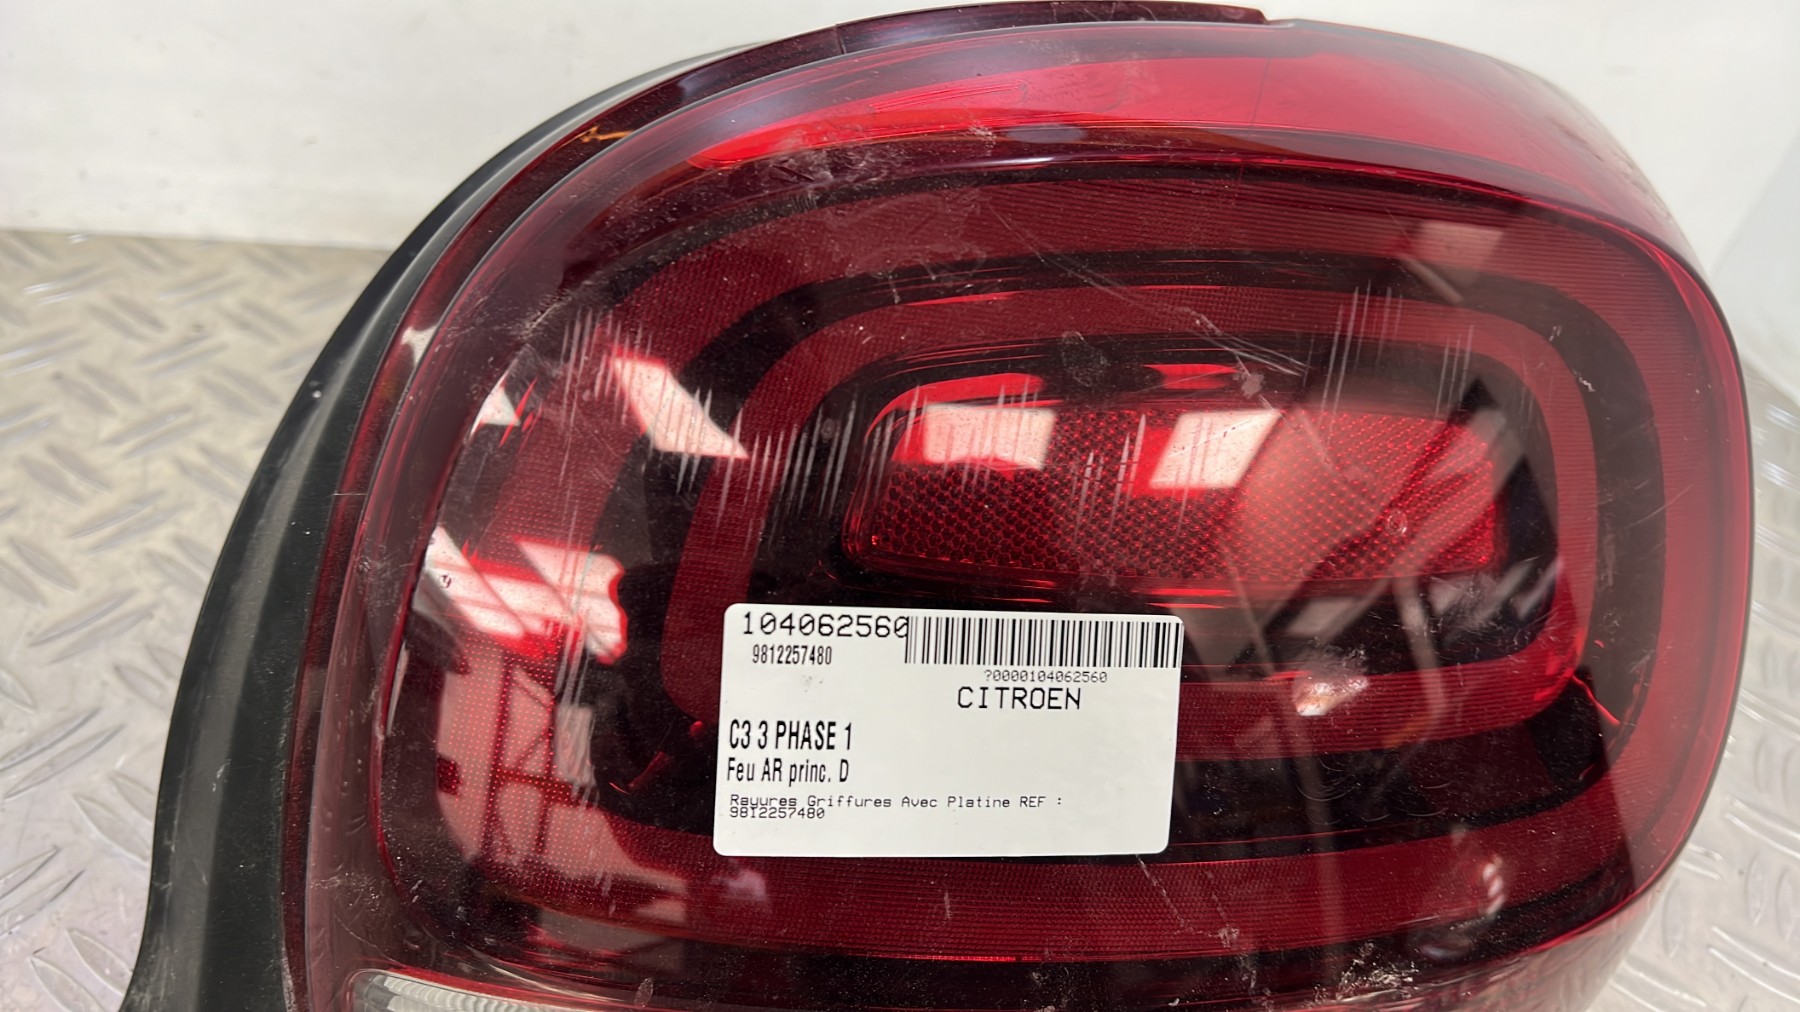 104062560
9812257480
?0000104062560
CITROEN
C3 3 PHASE 1
Feu AR princ. D
Rayures Griffures Avec Platine REF :
9812257480